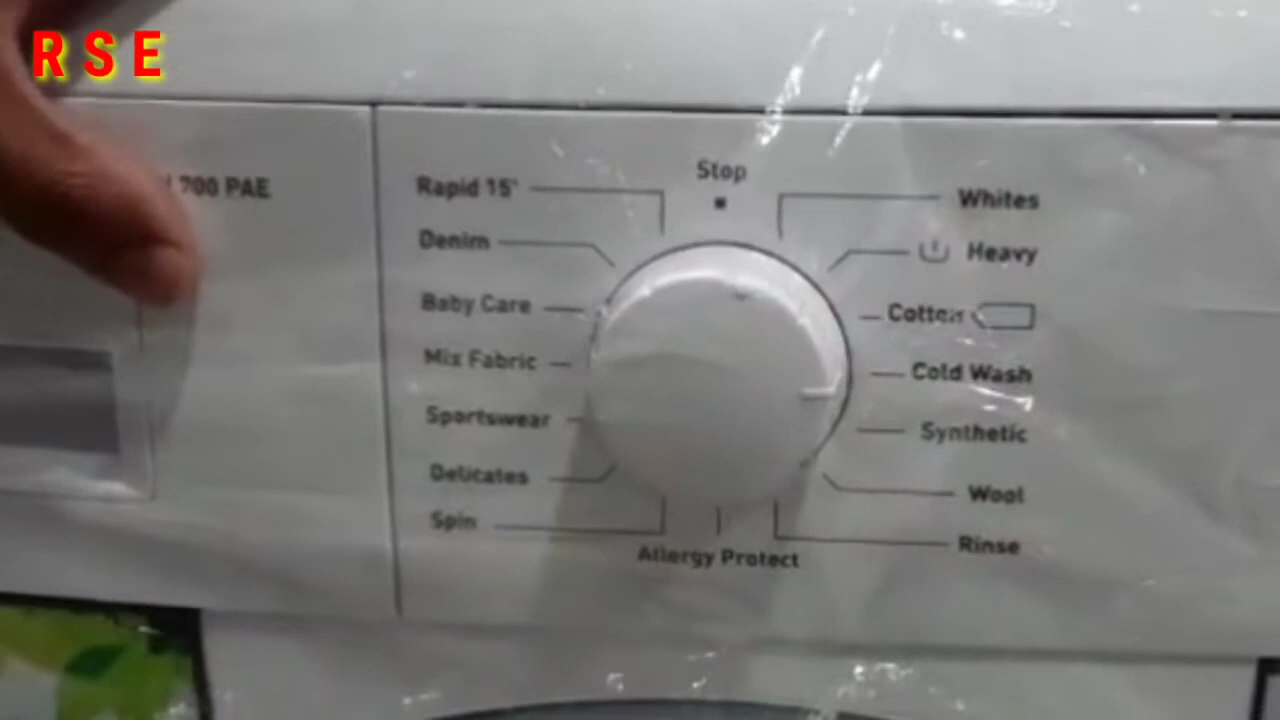 R S E
700 PAE
Stop
Rapid 15'
Denim
Baby Care
Mix Fabric
Sportswear
Delicates
Spin
Allergy Protect
Whites
Heavy
Cotton
Cold Wash
Synthetic
Wool
Rinse